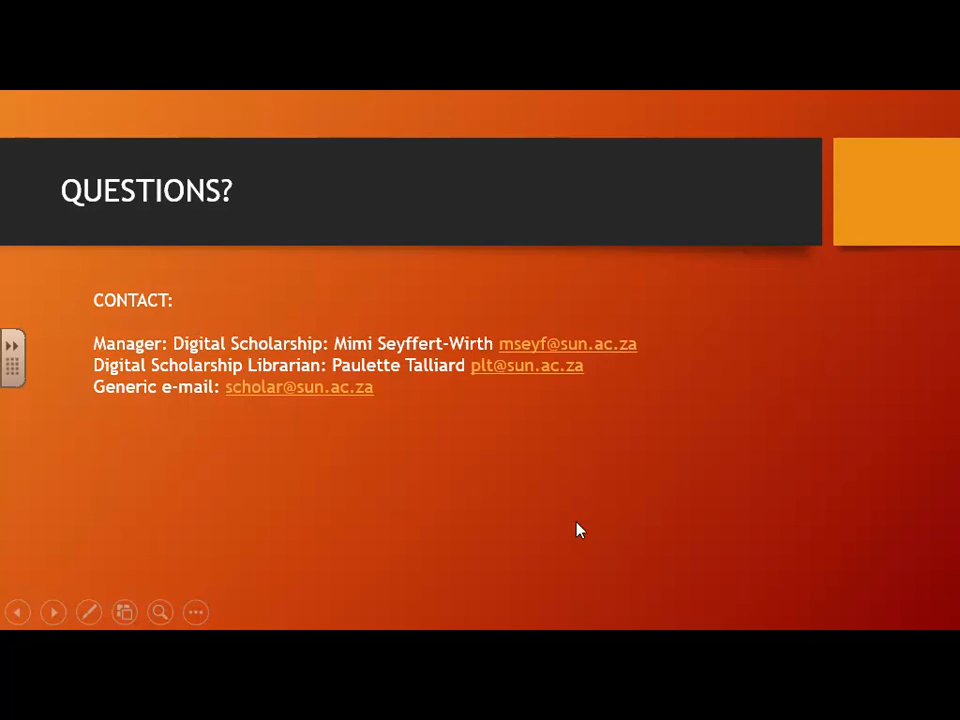 QUESTIONS?
CONTACT:
Manager: Digital Scholarship: Mimi Seyffert-Wirth mseyf@sun.ac.za
Digital Scholarship Librarian: Paulette Talliard plt@sun.ac.za
Generic e-mail: scholar@sun.ac.za